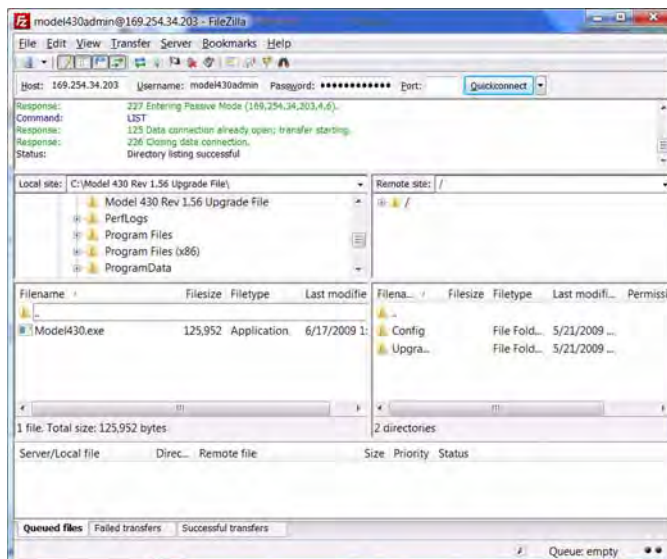 model430admin@169.254.34.203 - FileZilla
File Edit View Transfer Server Bookmarks Help
Host: 169.254.34.203 Username: model430admin Password: •••••••••••• Port: Quickconnect
Response: 227 Entering Passive Mode (169,254,34,203,4,6).
Command: LIST
Response: 125 Data connection already open; transfer starting.
Response: 226 Closing data connection.
Status: Directory listing successful
Local site: C:\Model 430 Rev 1.56 Upgrade File\ Remote site: /
Model 430 Rev 1.56 Upgrade File /
PerfLogs
Program Files
Program Files (x86)
ProgramData
Filename Filesize Filetype Last modifie Filena... Filesize Filetype Last modifi... Permissi
.. ..
Model430.exe 125,952 Application 6/17/2009 1: Config File Fold... 5/21/2009 ...
Upgra... File Fold... 5/21/2009 ...
1 file. Total size: 125,952 bytes 2 directories
Server/Local file Direc... Remote file Size Priority Status
Queued files Failed transfers Successful transfers
Queue: empty